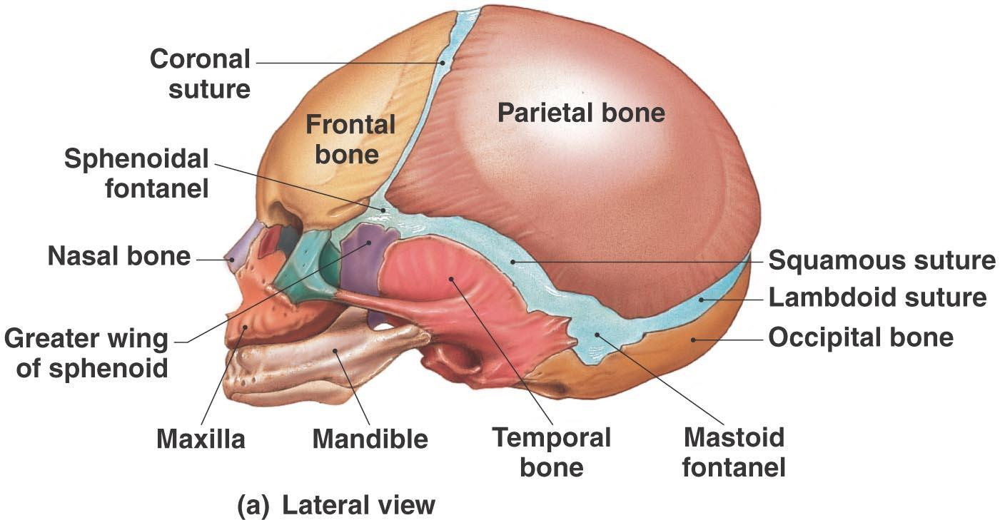 Coronal
suture
Parietal bone
Frontal
bone
Sphenoidal
fontanel
Nasal bone
Squamous suture
Lambdoid suture
Occipital bone
Greater wing
of sphenoid
Maxilla
Mandible
Temporal
bone
Mastoid
fontanel
(a) Lateral view